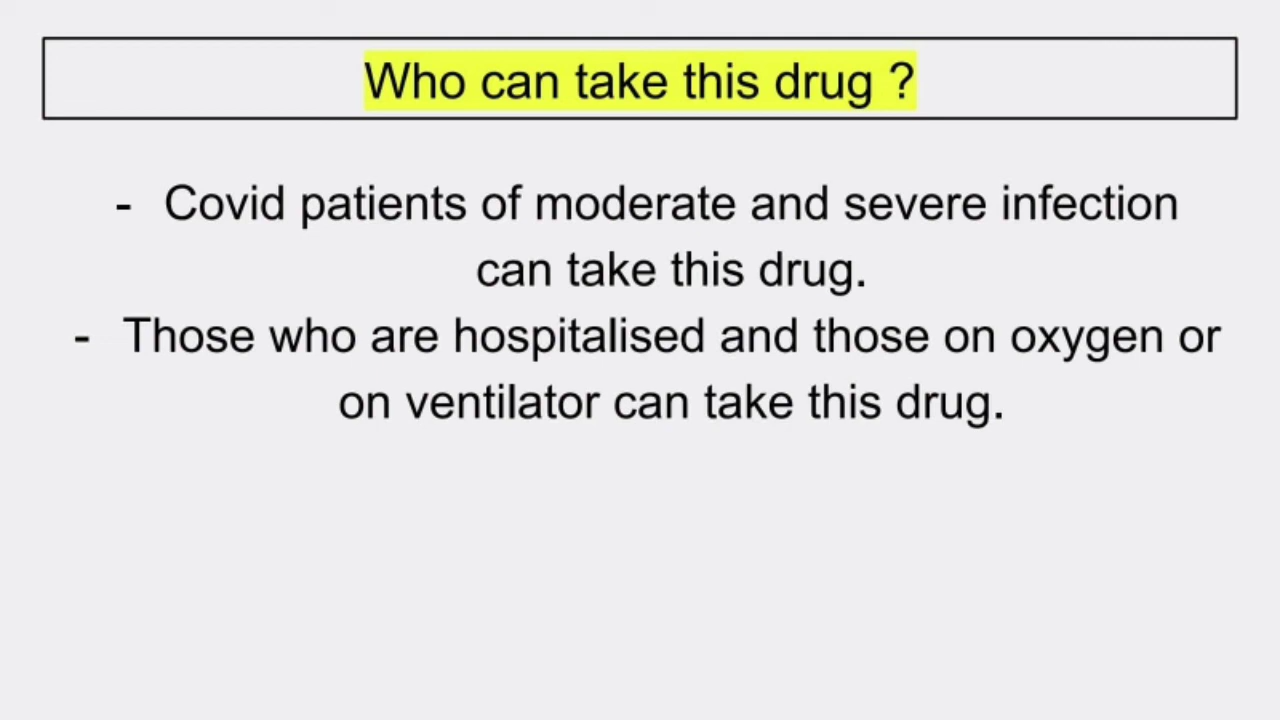 Who can take this drug ?
- Covid patients of moderate and severe infection
can take this drug.
- Those who are hospitalised and those on oxygen or
on ventilator can take this drug.